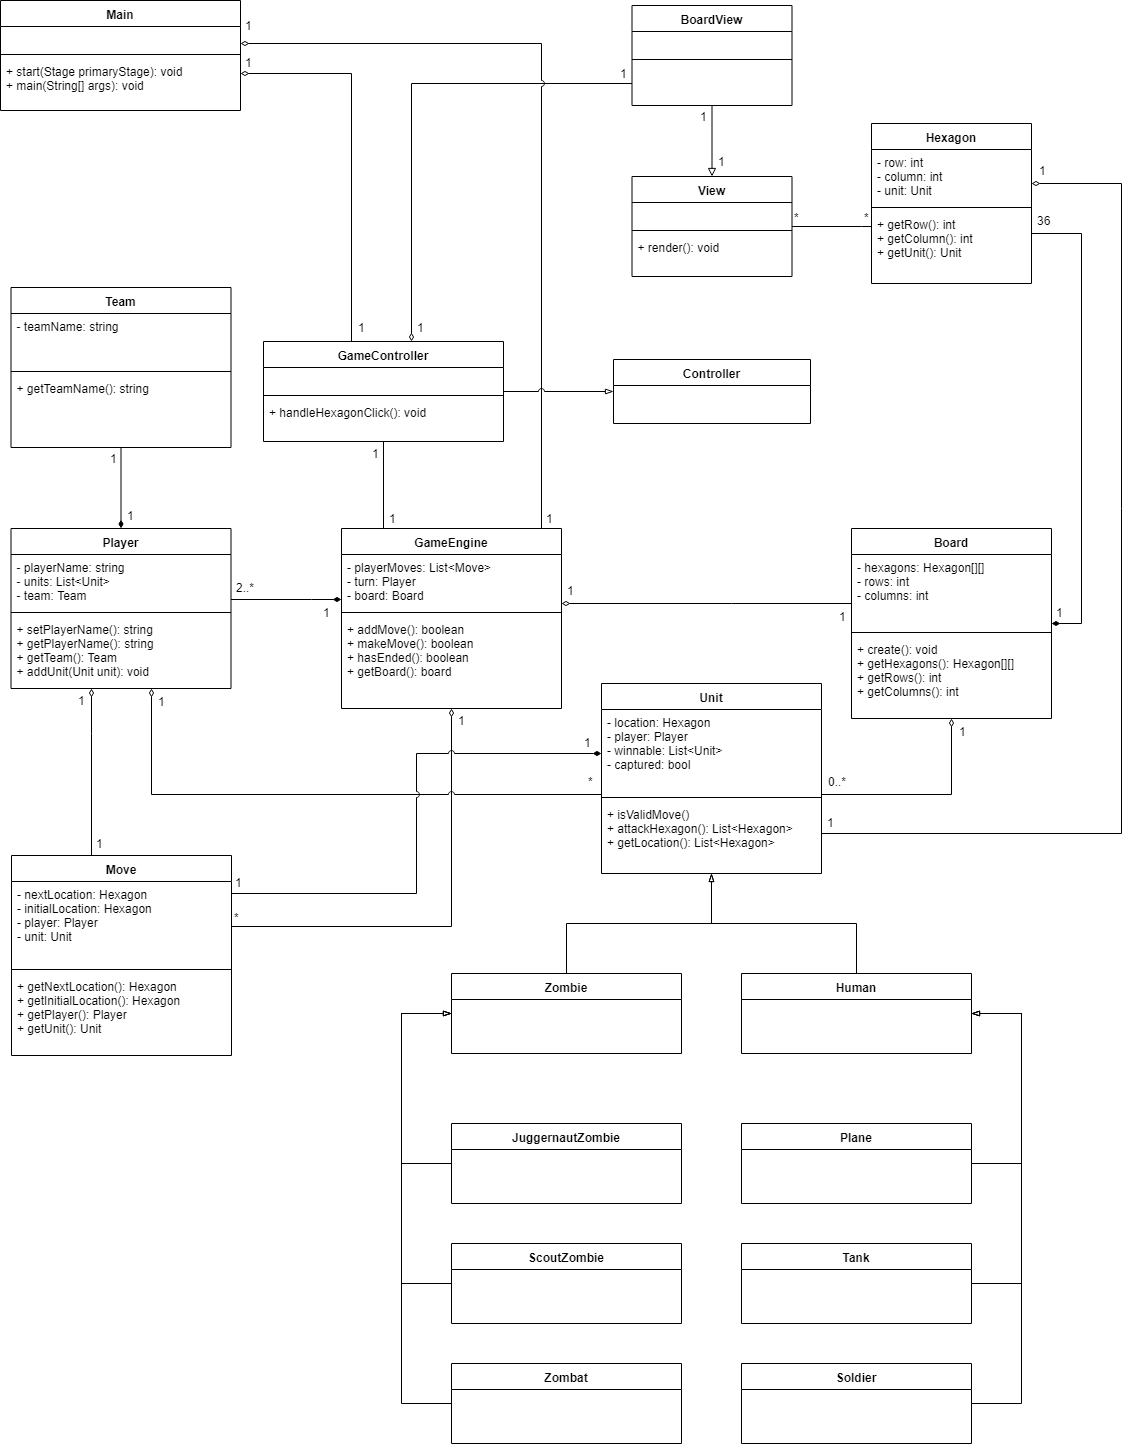 Main
+ start(Stage primaryStage): void
+ main(String[] args): void
1
1
BoardView
1
1
1
View
+ render(): void
*
*
Hexagon
- row: int
- column: int
- unit: Unit
+ getRow(): int
+ getColumn(): int
+ getUnit(): Unit
1
36
Team
- teamName: string
+ getTeamName(): string
1
1
1
1
GameController
+ handleHexagonClick(): void
1
Controller
Player
- playerName: string
- units: List<Unit>
- team: Team
+ setPlayerName(): string
+ getPlayerName(): string
+ getTeam(): Team
+ addUnit(Unit unit): void
2..*
1
1
1
GameEngine
- playerMoves: List<Move>
- turn: Player
- board: Board
+ addMove(): boolean
+ makeMove(): boolean
+ hasEnded(): boolean
+ getBoard(): board
1
1
1
Board
- hexagons: Hexagon[][]
- rows: int
- columns: int
+ create(): void
+ getHexagons(): Hexagon[][]
+ getRows(): int
+ getColumns(): int
1
1
1
1
1
Unit
- location: Hexagon
- player: Player
- winnable: List<Unit>
- captured: bool
+ isValidMove()
+ attackHexagon(): List<Hexagon>
+ getLocation(): List<Hexagon>
1
*
0..*
1
1
Move
- nextLocation: Hexagon
- initialLocation: Hexagon
- player: Player
- unit: Unit
+ getNextLocation(): Hexagon
+ getInitialLocation(): Hexagon
+ getPlayer(): Player
+ getUnit(): Unit
1
*
Zombie
Human
JuggernautZombie
Plane
ScoutZombie
Tank
Zombat
Soldier